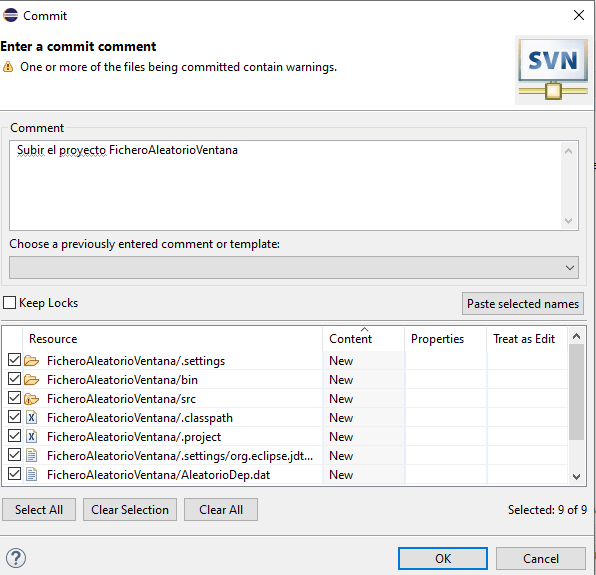 Commit
Enter a commit comment
One or more of the files being committed contain warnings.
SVN
Comment
Subir el proyecto FicheroAleatorioVentana
Choose a previously entered comment or template:
Keep Locks
Paste selected names
Resource Content Properties Treat as Edit
FicheroAleatorioVentana/.settings New
FicheroAleatorioVentana/bin New
FicheroAleatorioVentana/src New
FicheroAleatorioVentana/.classpath New
FicheroAleatorioVentana/.project New
FicheroAleatorioVentana/.settings/org.eclipse.jdt... New
FicheroAleatorioVentana/AleatorioDep.dat New
Select All Clear Selection Clear All Selected: 9 of 9
? OK Cancel